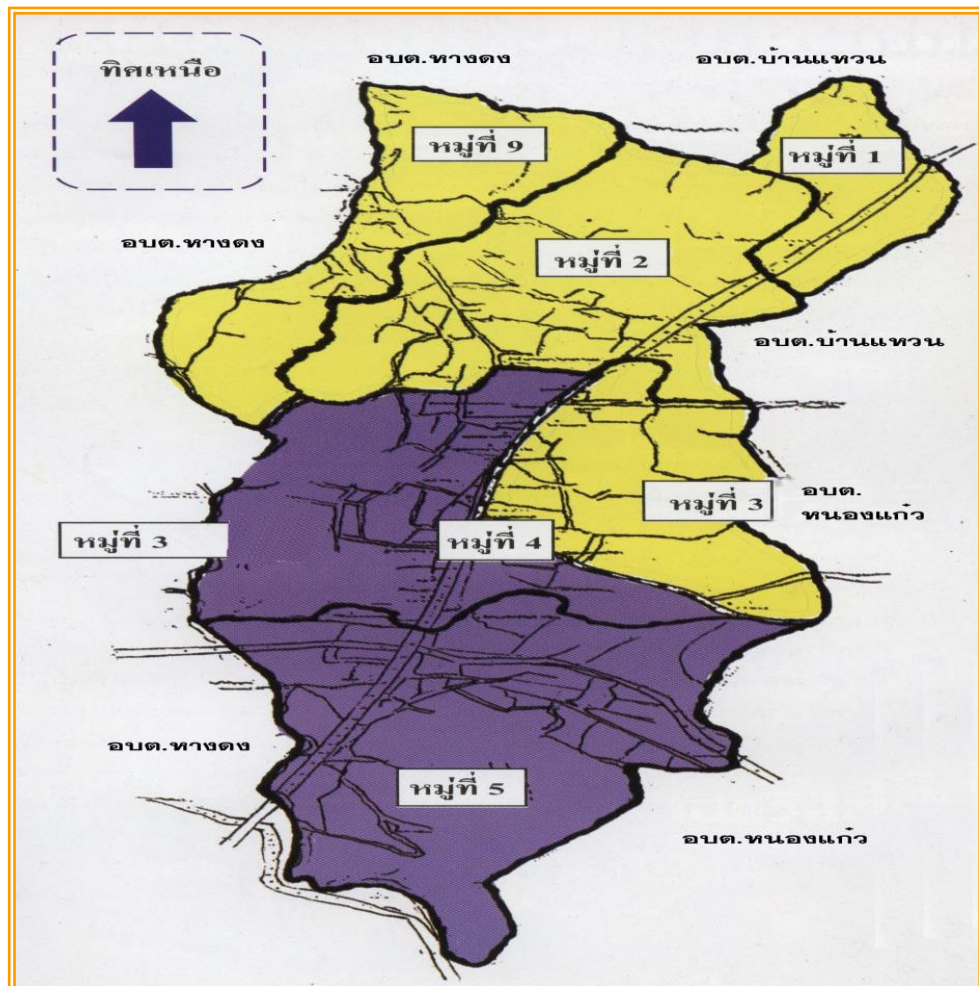 ทิศเหนือ
อบต.หางดง
อบต.บ้านแหวน
หมู่ที่ 9
หมู่ที่ 1
อบต.หางดง
หมู่ที่ 2
อบต.บ้านแหวน
หมู่ที่ 3
อบต.
หนองแก๋ว
หมู่ที่ 3
หมู่ที่ 4
อบต.หางดง
หมู่ที่ 5
อบต.หนองแก๋ว